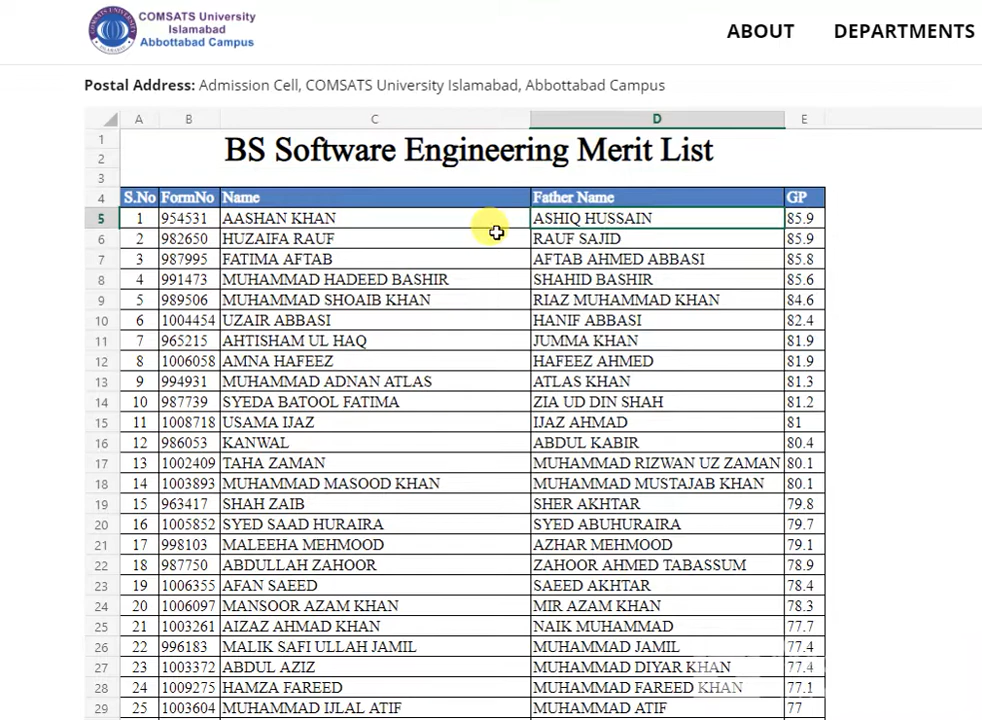 COMSATS University
Islamabad
Abbottabad Campus
ABOUT DEPARTMENTS
Postal Address: Admission Cell, COMSATS University Islamabad, Abbottabad Campus
A B C D E
1 BS Software Engineering Merit List
2
3
4 S.No FormNo Name Father Name GP
5 1 954531 AASHAN KHAN ASHIQ HUSSAIN 85.9
6 2 982650 HUZAIFA RAUF RAUF SAJID 85.9
7 3 987995 FATIMA AFTAB AFTAB AHMED ABBASI 85.8
8 4 991473 MUHAMMAD HADEED BASHIR SHAHID BASHIR 85.6
9 5 989506 MUHAMMAD SHOAIB KHAN RIAZ MUHAMMAD KHAN 84.6
10 6 1004454 UZAIR ABBASI HANIF ABBASI 82.4
11 7 965215 AHTISHAM UL HAQ JUMMA KHAN 81.9
12 8 1006058 AMNA HAFEEZ HAFEEZ AHMED 81.9
13 9 994931 MUHAMMAD ADNAN ATLAS ATLAS KHAN 81.3
14 10 987739 SYEDA BATOOL FATIMA ZIA UD DIN SHAH 81.2
15 11 1008718 USAMA IJAZ IJAZ AHMAD 81
16 12 986053 KANWAL ABDUL KABIR 80.4
17 13 1002409 TAHA ZAMAN MUHAMMAD RIZWAN UZ ZAMAN 80.1
18 14 1003893 MUHAMMAD MASOOD KHAN MUHAMMAD MUSTAJAB KHAN 80.1
19 15 963417 SHAH ZAIB SHER AKHTAR 79.8
20 16 1005852 SYED SAAD HURAIRA SYED ABUHURAIRA 79.7
21 17 998103 MALEEHA MEHMOOD AZHAR MEHMOOD 79.1
22 18 987750 ABDULLAH ZAHOOR ZAHOOR AHMED TABASSUM 78.9
23 19 1006355 AFAN SAEED SAEED AKHTAR 78.4
24 20 1006097 MANSOOR AZAM KHAN MIR AZAM KHAN 78.3
25 21 1003261 AIZAZ AHMAD KHAN NAIK MUHAMMAD 77.7
26 22 996183 MALIK SAFI ULLAH JAMIL MUHAMMAD JAMIL 77.4
27 23 1003372 ABDUL AZIZ MUHAMMAD DIYAR KHAN 77.4
28 24 1009275 HAMZA FAREED MUHAMMAD FAREED KHAN 77.1
29 25 1003604 MUHAMMAD IJLAL ATIF MUHAMMAD ATIF 77